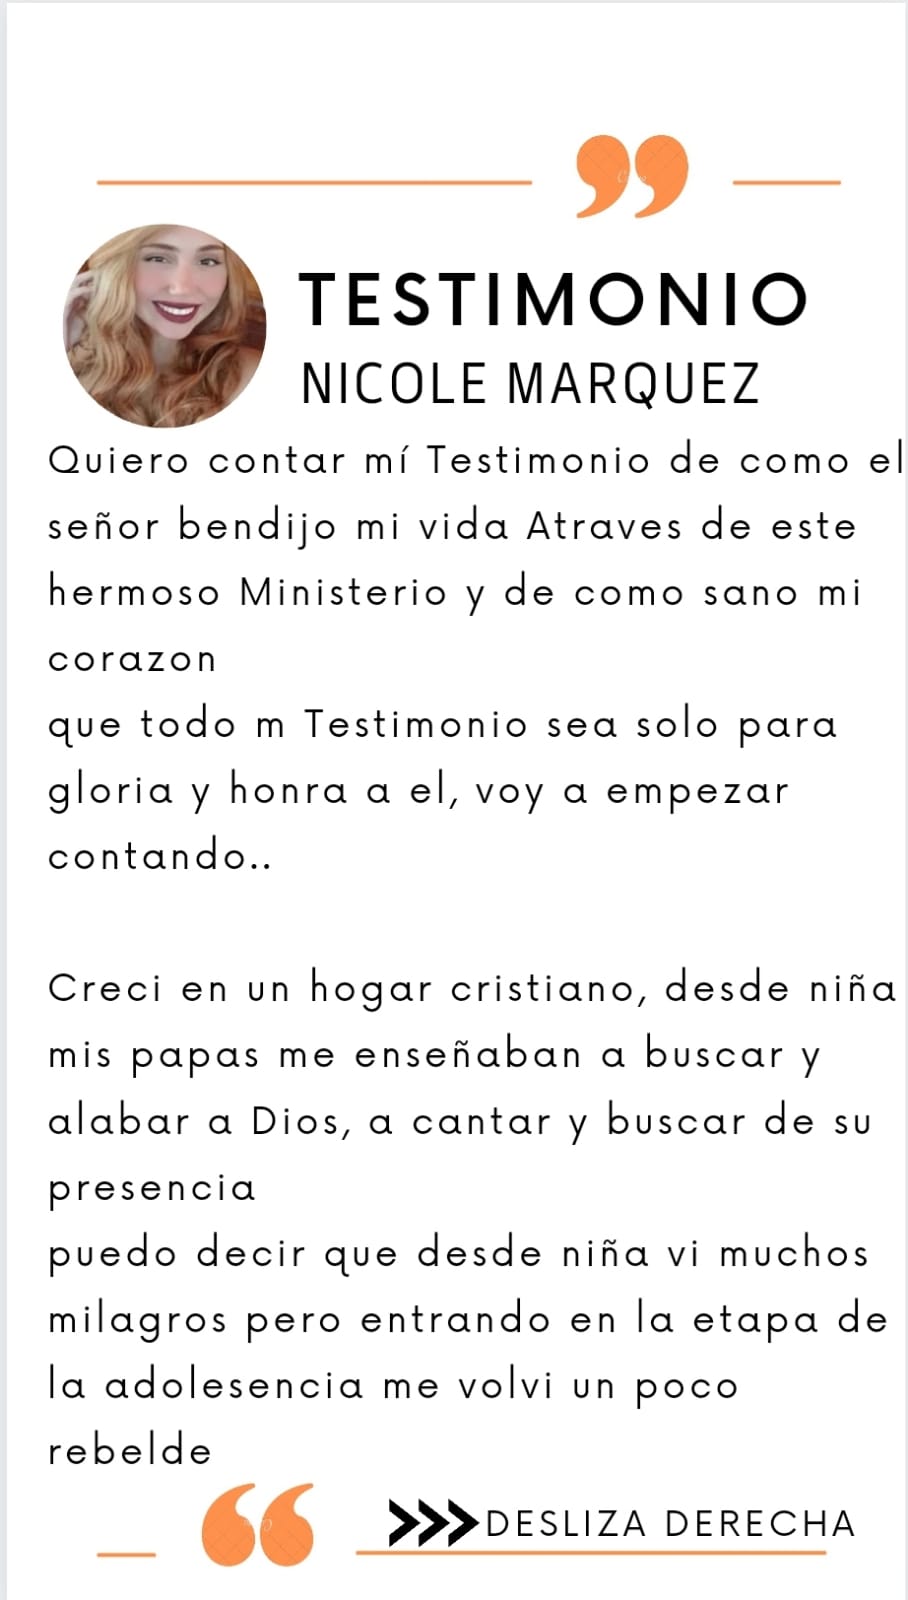 TESTIMONIO
NICOLE MARQUEZ
Quiero contar mí Testimonio de como el
señor bendijo mi vida Atraves de este
hermoso Ministerio y de como sano mi
corazon
que todo m Testimonio sea solo para
gloria y honra a el, voy a empezar
contando..
Creci en un hogar cristiano, desde niña
mis papas me enseñaban a buscar y
alabar a Dios, a cantar y buscar de su
presencia
puedo decir que desde niña vi muchos
milagros pero entrando en la etapa de
la adolesencia me volvi un poco
rebelde
DESLIZA DERECHA